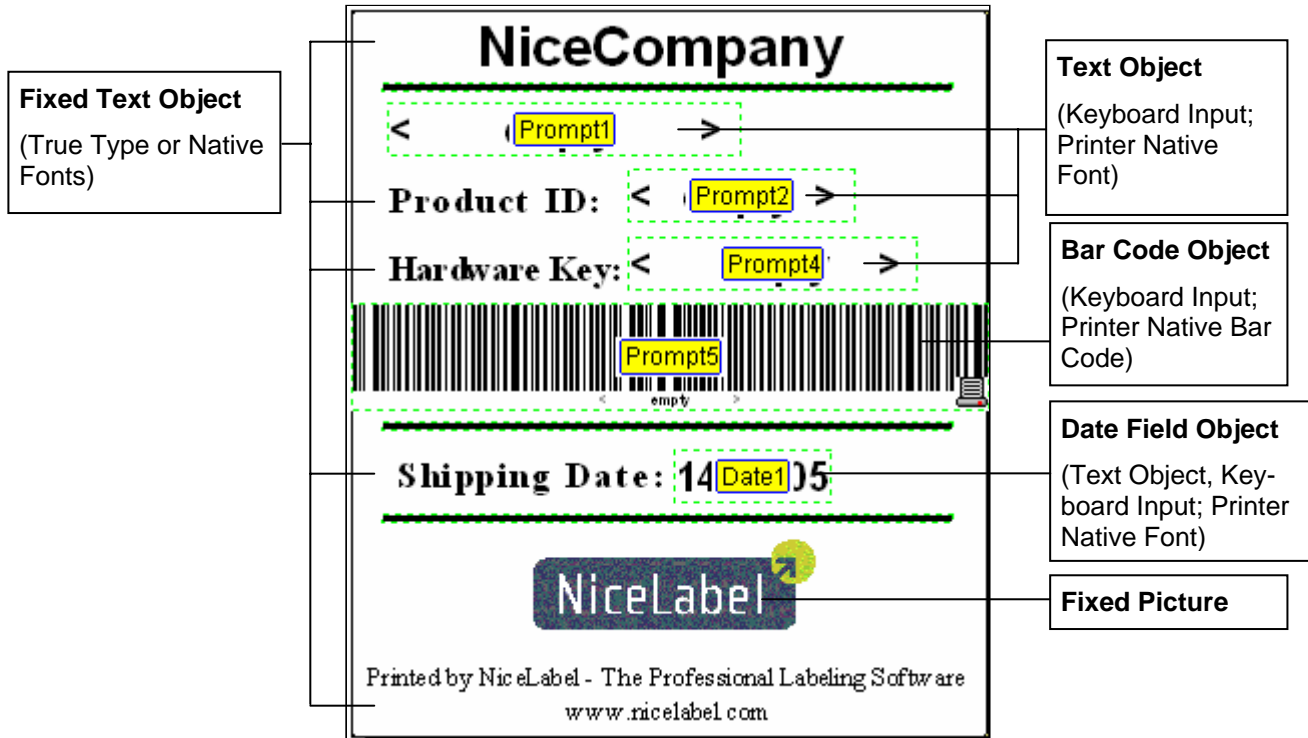 NiceCompany
Fixed Text Object
(True Type or Native
Fonts)
Text Object
(Keyboard Input;
Printer Native
Font)
< Prompt1 >
Product ID: < Prompt2 >
Hardware Key: < Prompt4 >
Bar Code Object
(Keyboard Input;
Printer Native Bar
Code)
Prompt5
< empty >
Date Field Object
(Text Object, Key-
board Input; Printer
Native Font)
Shipping Date: 14 Date1 05
NiceLabel
Fixed Picture
Printed by NiceLabel - The Professional Labeling Software
www.nicelabel.com